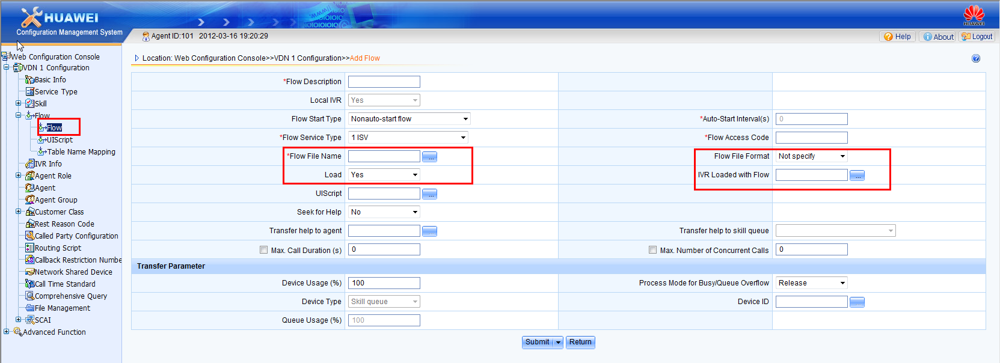 HUAWEI
Configuration Management System
HUAWEI
Agent ID:101 2012-03-16 19:20:29
Help
About
Logout
Web Configuration Console
VDN 1 Configuration
Basic Info
Service Type
Skill
Flow
Flow
UIScript
Table Name Mapping
IVR Info
Agent Role
Agent
Agent Group
Customer Class
Rest Reason Code
Called Party Configuration
Routing Script
Callback Restriction Numbe
Network Shared Device
Call Time Standard
Comprehensive Query
File Management
SCAI
Advanced Function
Location: Web Configuration Console>>VDN 1 Configuration>>Add Flow
*Flow Description
Local IVR Yes
Flow Start Type Nonauto-start flow *Auto-Start Interval(s) 0
*Flow Service Type 1 ISV *Flow Access Code
*Flow File Name ... Flow File Format Not specify
Load Yes IVR Loaded with Flow ...
UIScript ...
Seek for Help No
Transfer help to agent ... Transfer help to skill queue
Max. Call Duration (s) 0 Max. Number of Concurrent Calls 0
Transfer Parameter
Device Usage (%) 100 Process Mode for Busy/Queue Overflow Release
Device Type Skill queue Device ID ...
Queue Usage (%) 100
Submit Return